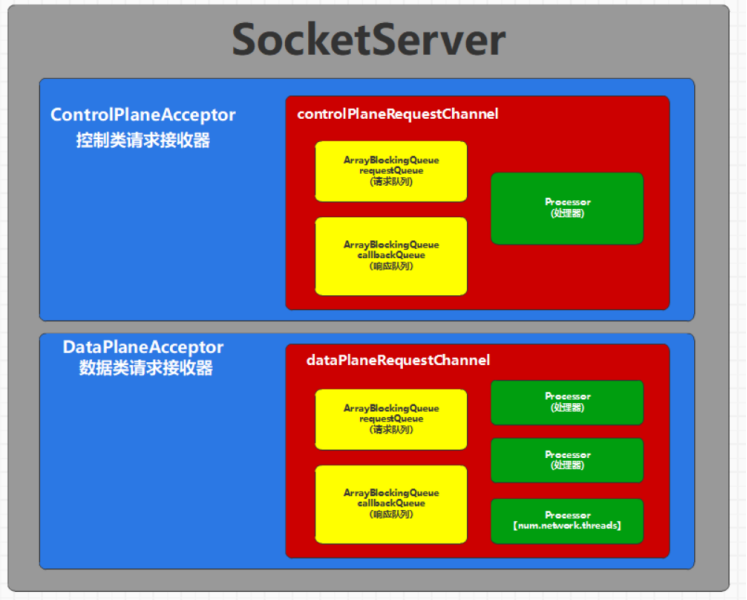 SocketServer
ControlPlaneAcceptor
控制类请求接收器
controlPlaneRequestChannel
ArrayBlockingQueue
requestQueue
(请求队列)
ArrayBlockingQueue
callbackQueue
(响应队列)
Processor
(处理器)
DataPlaneAcceptor
数据类请求接收器
dataPlaneRequestChannel
ArrayBlockingQueue
requestQueue
(请求队列)
ArrayBlockingQueue
callbackQueue
(响应队列)
Processor
(处理器)
Processor
(处理器)
Processor
【num.network.threads】